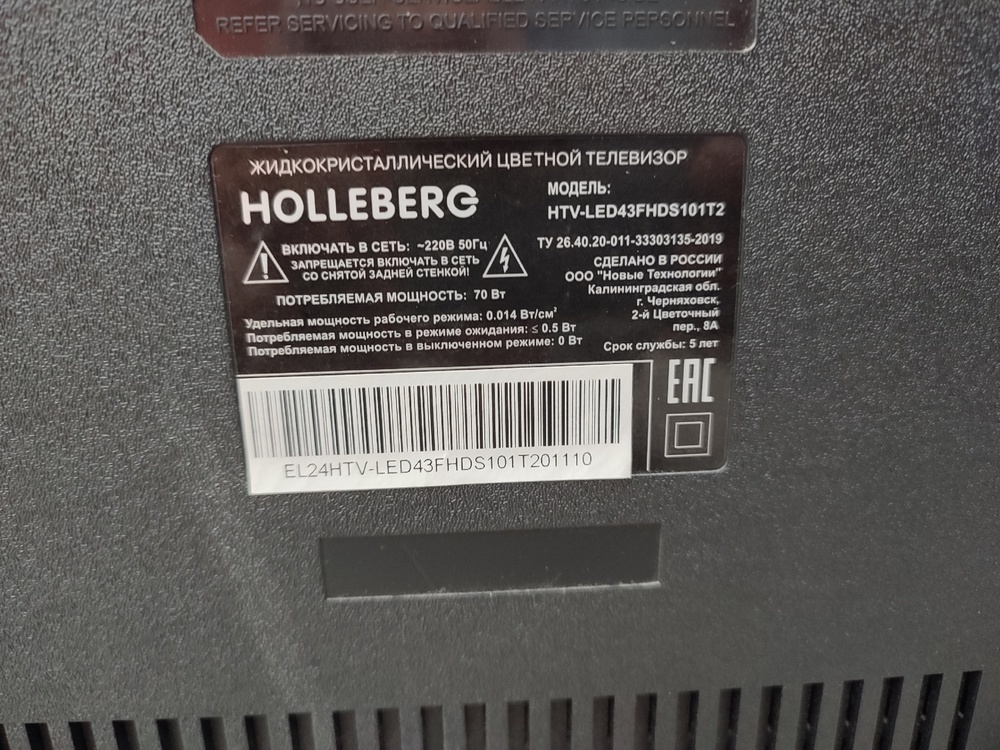 REFER SERVICING TO QUALIFIED SERVICE PERSONNEL
ЖИДКОКРИСТАЛЛИЧЕСКИЙ ЦВЕТНОЙ ТЕЛЕВИЗОР
HOLLEBERG
МОДЕЛЬ:
HTV-LED43FHDS101T2
ВКЛЮЧАТЬ В СЕТЬ: ~220В 50Гц
ЗАПРЕЩАЕТСЯ ВКЛЮЧАТЬ В СЕТЬ
СО СНЯТОЙ ЗАДНЕЙ СТЕНКОЙ!
ПОТРЕБЛЯЕМАЯ МОЩНОСТЬ: 70 Вт
Удельная мощность рабочего режима: 0.014 Вт/см²
Потребляемая мощность в режиме ожидания: ≤ 0.5 Вт
Потребляемая мощность в выключенном режиме: 0 Вт
ТУ 26.40.20-011-33303135-2019
СДЕЛАНО В РОССИИ
ООО "Новые Технологии"
Калининградская обл.
г. Черняховск,
2-й Цветочный
пер., 8А
Срок службы: 5 лет
EAC
EL24HTV-LED43FHDS101T201110